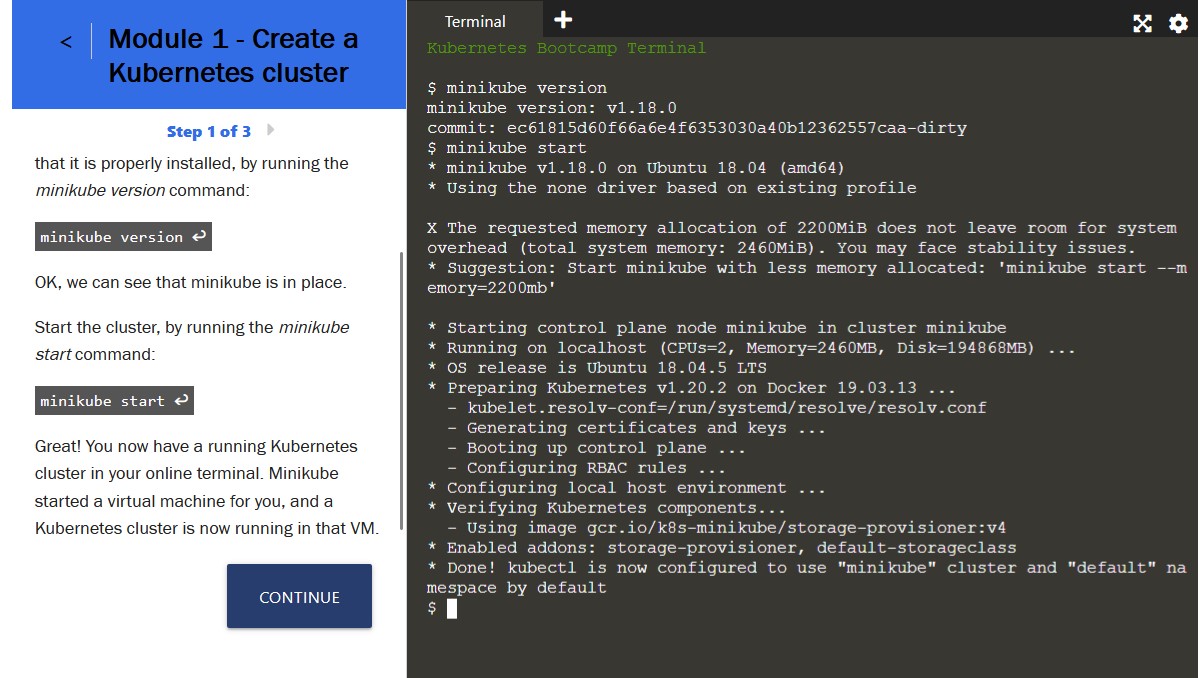 <
Module 1 - Create a
Kubernetes cluster
Step 1 of 3
that it is properly installed, by running the
minikube version command:
minikube version ↩
OK, we can see that minikube is in place.
Start the cluster, by running the minikube
start command:
minikube start ↩
Great! You now have a running Kubernetes
cluster in your online terminal. Minikube
started a virtual machine for you, and a
Kubernetes cluster is now running in that VM.
CONTINUE
Terminal
Kubernetes Bootcamp Terminal
$ minikube version
minikube version: v1.18.0
commit: ec61815d60f66a6e4f6353030a40b12362557caa-dirty
$ minikube start
* minikube v1.18.0 on Ubuntu 18.04 (amd64)
* Using the none driver based on existing profile
X The requested memory allocation of 2200MiB does not leave room for system
overhead (total system memory: 2460MiB). You may face stability issues.
* Suggestion: Start minikube with less memory allocated: 'minikube start --m
emory=2200mb'
* Starting control plane node minikube in cluster minikube
* Running on localhost (CPUs=2, Memory=2460MB, Disk=194868MB) ...
* OS release is Ubuntu 18.04.5 LTS
* Preparing Kubernetes v1.20.2 on Docker 19.03.13 ...
- kubelet.resolv-conf=/run/systemd/resolve/resolv.conf
- Generating certificates and keys ...
- Booting up control plane ...
- Configuring RBAC rules ...
* Configuring local host environment ...
* Verifying Kubernetes components...
- Using image gcr.io/k8s-minikube/storage-provisioner:v4
* Enabled addons: storage-provisioner, default-storageclass
* Done! kubectl is now configured to use "minikube" cluster and "default" na
mespace by default
$